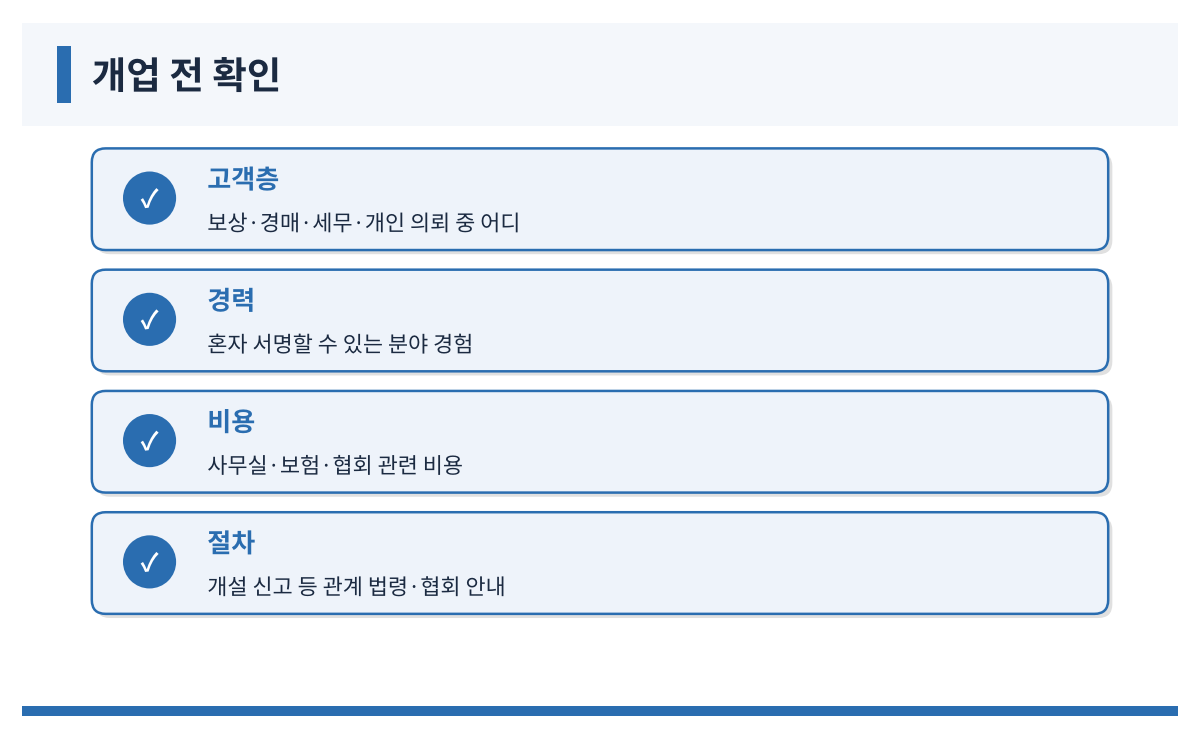 개업 전 확인
✓
고객층
보상·경매·세무·개인 의뢰 중 어디
✓
경력
혼자 서명할 수 있는 분야 경험
✓
비용
사무실·보험·협회 관련 비용
✓
절차
개설 신고 등 관계 법령·협회 안내